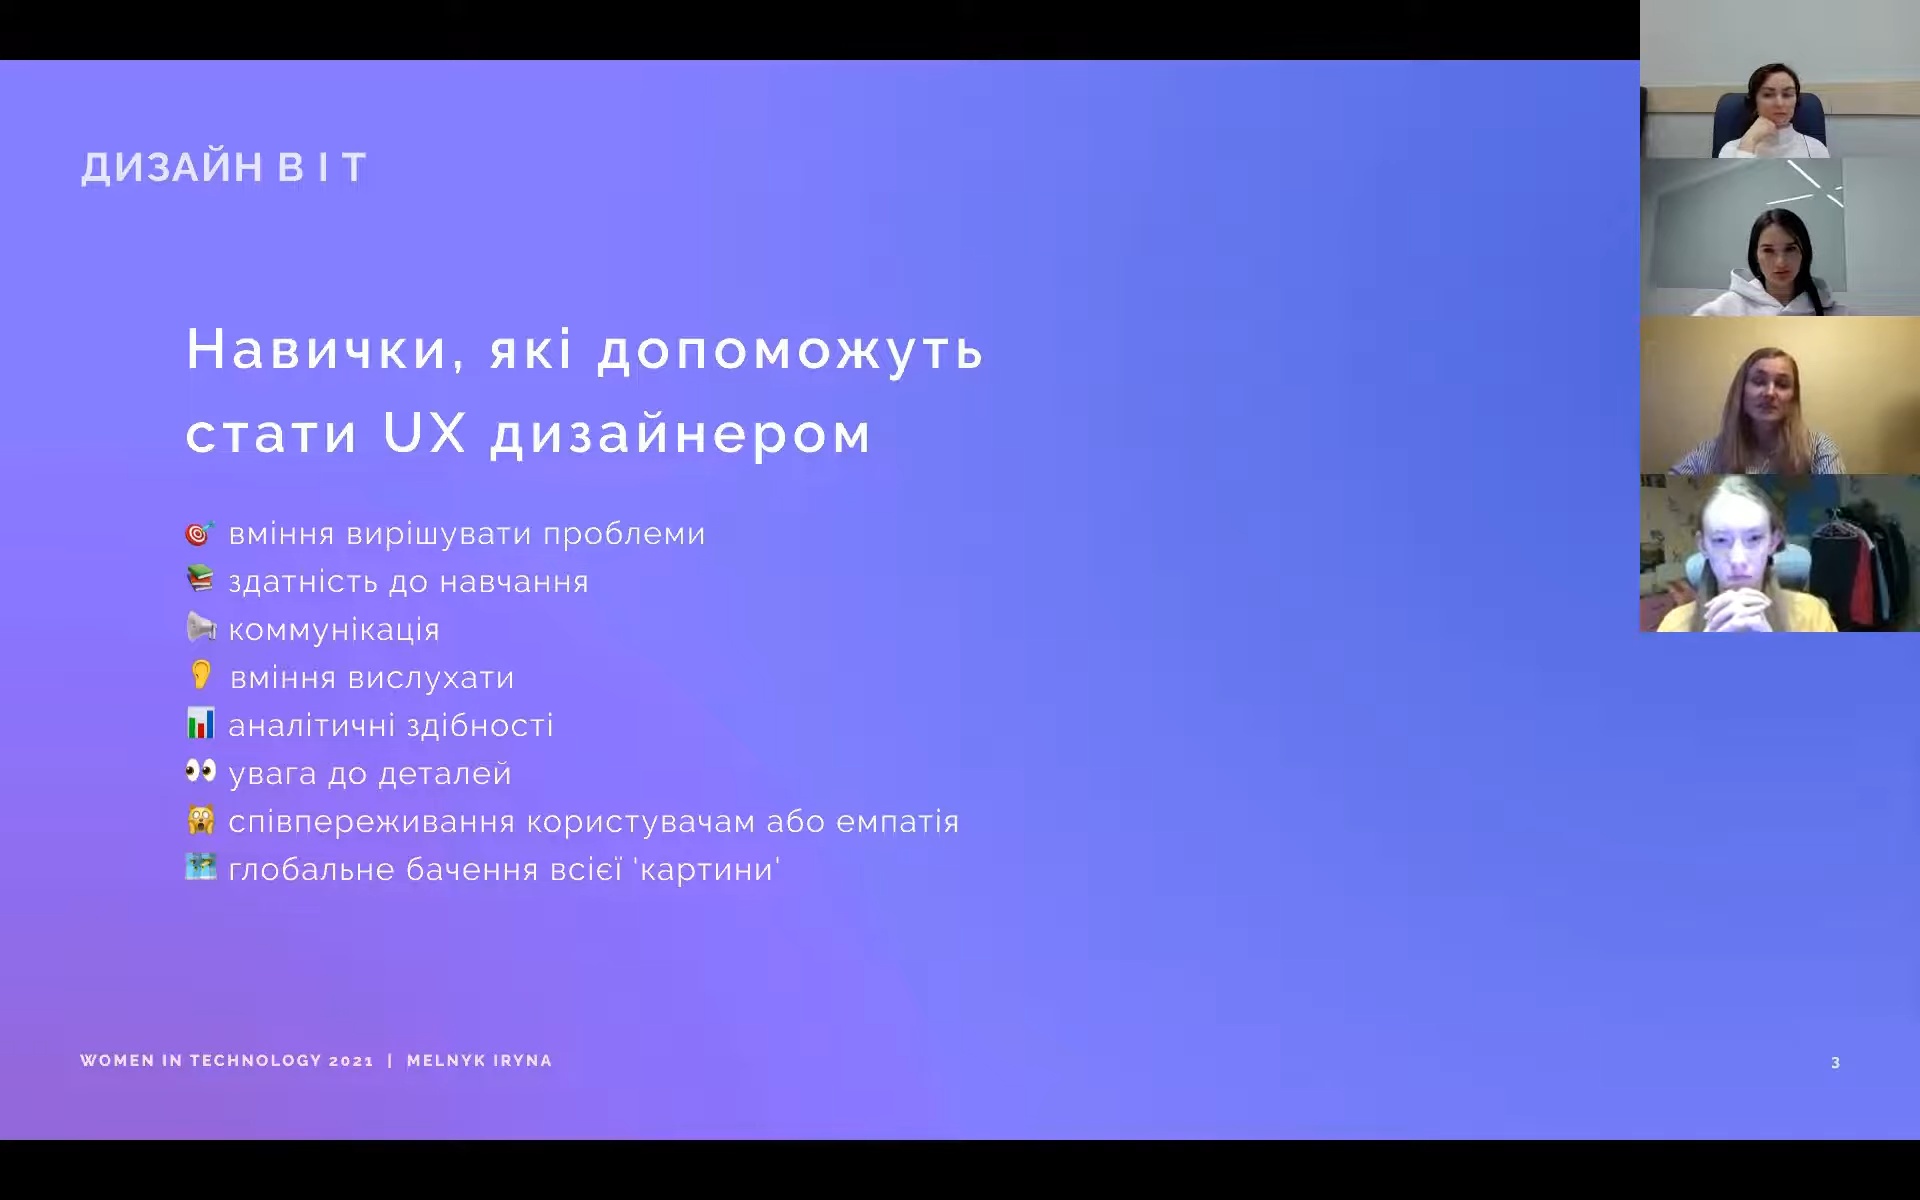 ДИЗАЙН В І Т
Навички, які допоможуть
стати UX дизайнером
🎯 вміння вирішувати проблеми
📚 здатність до навчання
📢 коммунікація
👂 вміння вислухати
📊 аналітичні здібності
👀 увага до деталей
🙀 співпереживання користувачам або емпатія
🗺️ глобальне бачення всієї 'картини'
WOMEN IN TECHNOLOGY 2021 | MELNYK IRYNA
3